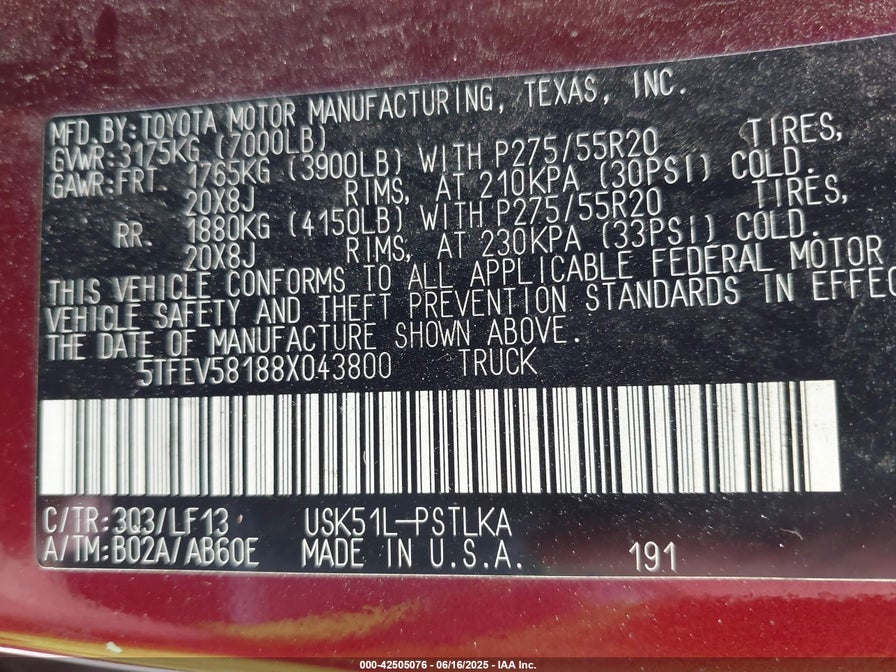 MFD. BY: TOYOTA MOTOR MANUFACTURING, TEXAS, INC.
GVWR: 3175KG (7000LB)
GAWR: FRT. 1765KG (3900LB) WITH P275/55R20 TIRES,
20X8J RIMS, AT 210KPA (30PSI) COLD.
RR. 1880KG (4150LB) WITH P275/55R20 TIRES,
20X8J RIMS, AT 230KPA (33PSI) COLD.
THIS VEHICLE CONFORMS TO ALL APPLICABLE FEDERAL MOTOR
VEHICLE SAFETY AND THEFT PREVENTION STANDARDS IN EFFEC
THE DATE OF MANUFACTURE SHOWN ABOVE.
5TFEV58188X043800 TRUCK
C/TR: 3Q3/LF13 USK51L-PSTLKA
A/TM: B02A/AB60E MADE IN U.S.A. 191
000-42505076 - 06/16/2025 - IAA Inc.